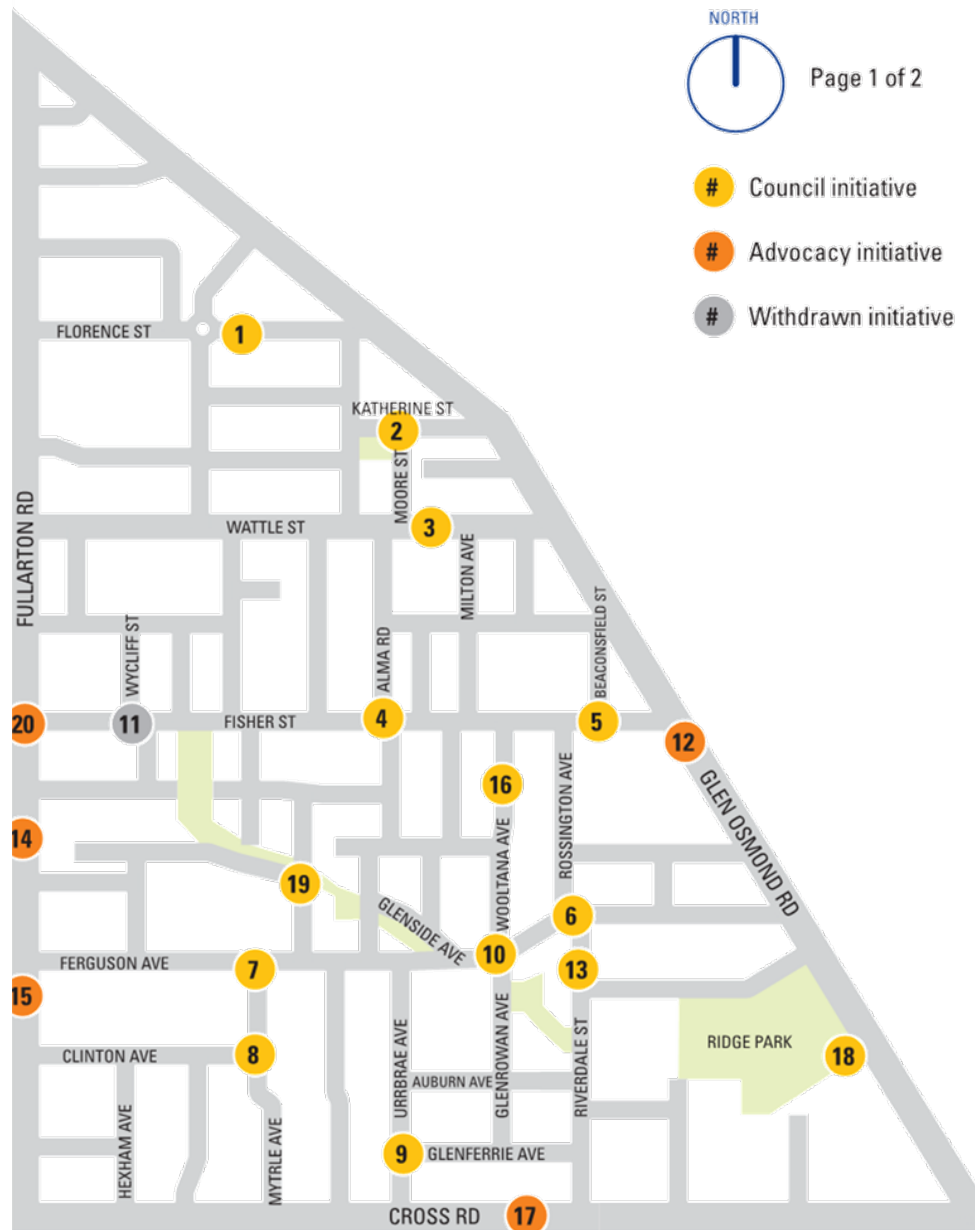 NORTH
Page 1 of 2
# Council initiative
# Advocacy initiative
# Withdrawn initiative
FLORENCE ST
1
KATHERINE ST
2
MOORE ST
FULLARTON RD
WATTLE ST
3
MILTON AVE
WYCLIFF ST
ALMA RD
BEACONSFIELD ST
20
11
FISHER ST
4
5
12
GLEN OSMOND RD
16
ROSSINGTON AVE
14
WOOLTANA AVE
19
GLENSIDE AVE
6
10
FERGUSON AVE
7
13
15
CLINTON AVE
8
URRBRAE AVE
AUBURN AVE
GLENROWAN AVE
RIVERDALE ST
RIDGE PARK
18
HEXHAM AVE
MYRTLE AVE
9
GLENFERRIE AVE
CROSS RD
17